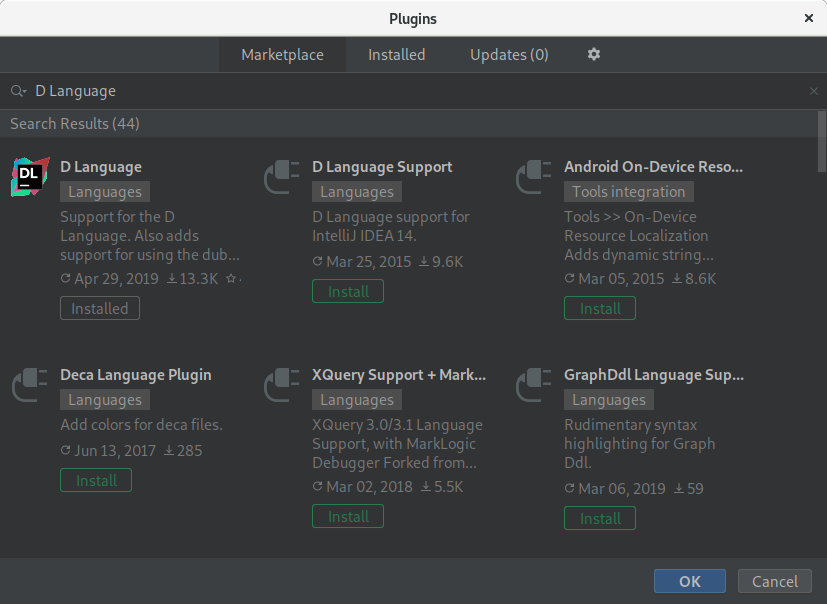 Plugins
Marketplace Installed Updates (0)
D Language
Search Results (44)
DL
D Language
Languages
Support for the D
Language. Also adds
support for using the dub...
Apr 29, 2019 13.3K
Installed
D Language Support
Languages
D Language support for
IntelliJ IDEA 14.
Mar 25, 2015 9.6K
Install
Android On-Device Reso...
Tools integration
Tools >> On-Device
Resource Localization
Adds dynamic string...
Mar 05, 2015 8.6K
Install
Deca Language Plugin
Languages
Add colors for deca files.
Jun 13, 2017 285
Install
XQuery Support + Mark...
Languages
XQuery 3.0/3.1 Language
Support, with MarkLogic
Debugger Forked from...
Mar 02, 2018 5.5K
Install
GraphDdl Language Sup...
Languages
Rudimentary syntax
highlighting for Graph
Ddl.
Mar 06, 2019 59
Install
OK Cancel